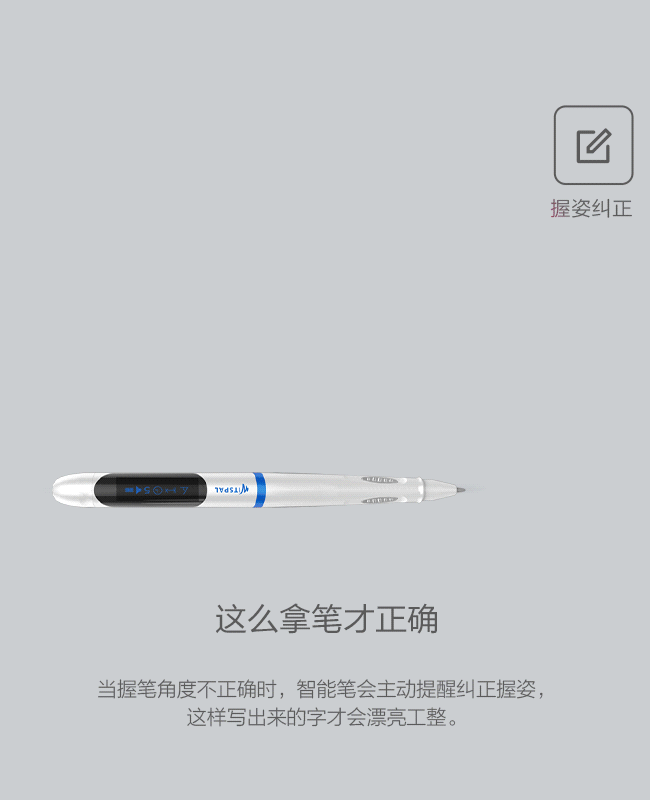 握姿纠正
WITSPAL
这么拿笔才正确
当握笔角度不正确时，智能笔会主动提醒纠正握姿，
这样写出来的字才会漂亮工整。